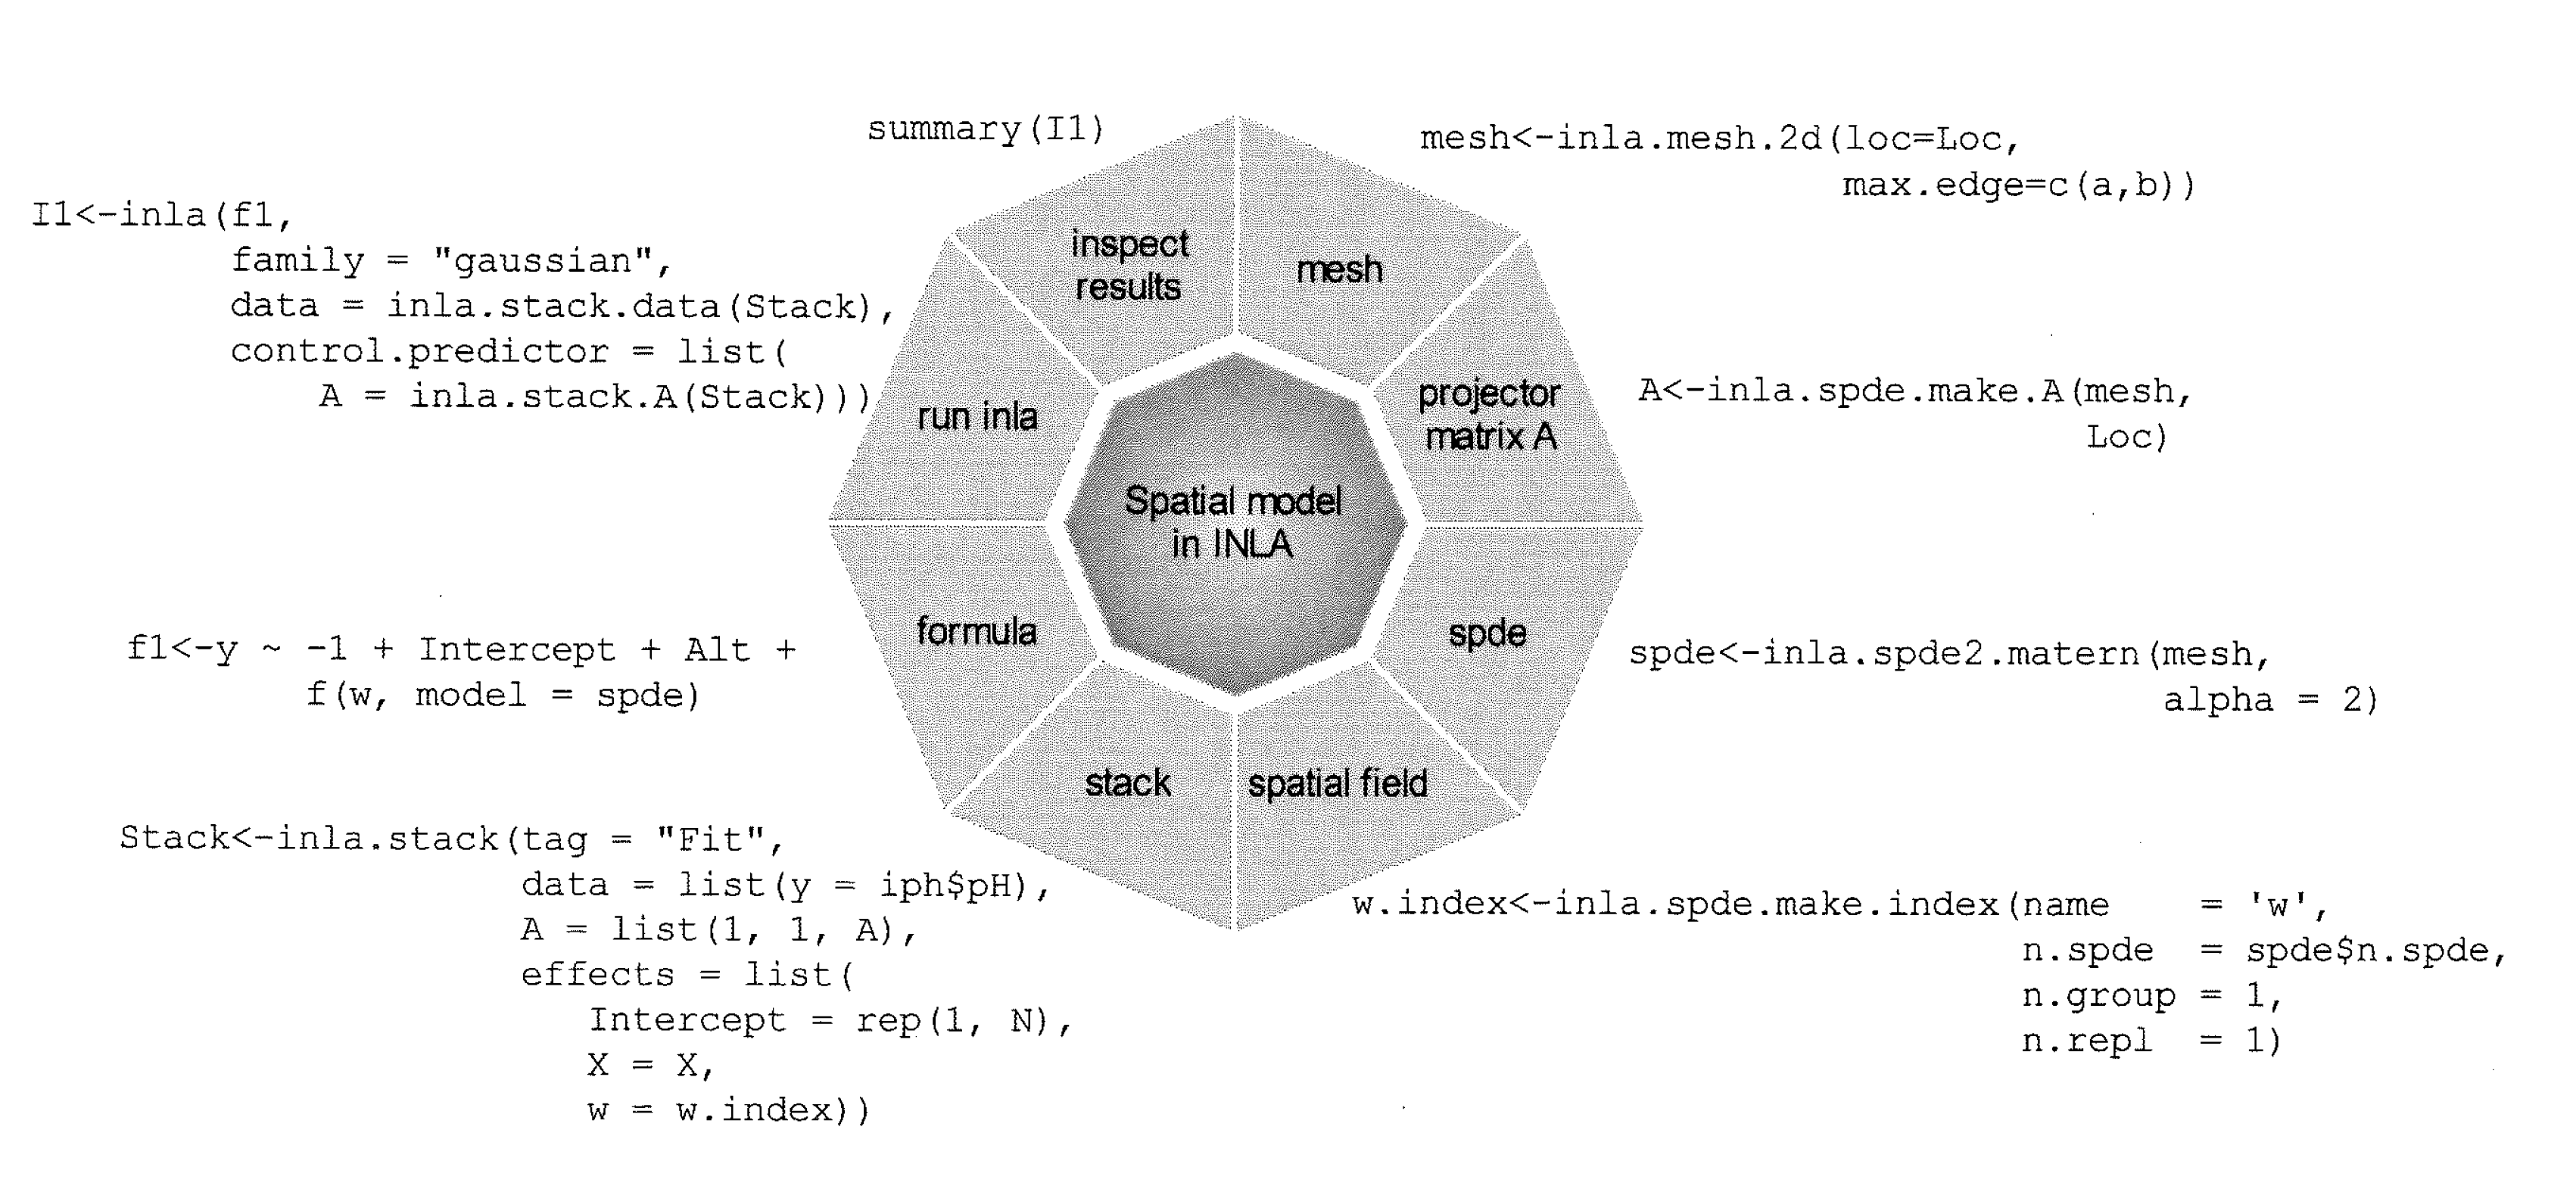 summary(I1)
mesh<-inla.mesh.2d(loc=Loc,
max.edge=c(a,b))
I1<-inla(f1,
family = "gaussian",
data = inla.stack.data(Stack),
control.predictor = list(
A = inla.stack.A(Stack)))
inspect
results
mesh
run inla
projector
matrix A
A<-inla.spde.make.A(mesh,
Loc)
Spatial model
in INLA
formula
spde
f1<-y ~ -1 + Intercept + Alt +
f(w, model = spde)
spde<-inla.spde2.matern(mesh,
alpha = 2)
stack
spatial field
Stack<-inla.stack(tag = "Fit",
data = list(y = iph$pH),
A = list(1, 1, A),
effects = list(
Intercept = rep(1, N),
X = X,
w = w.index))
w.index<-inla.spde.make.index(name = 'w',
n.spde = spde$n.spde,
n.group = 1,
n.repl = 1)